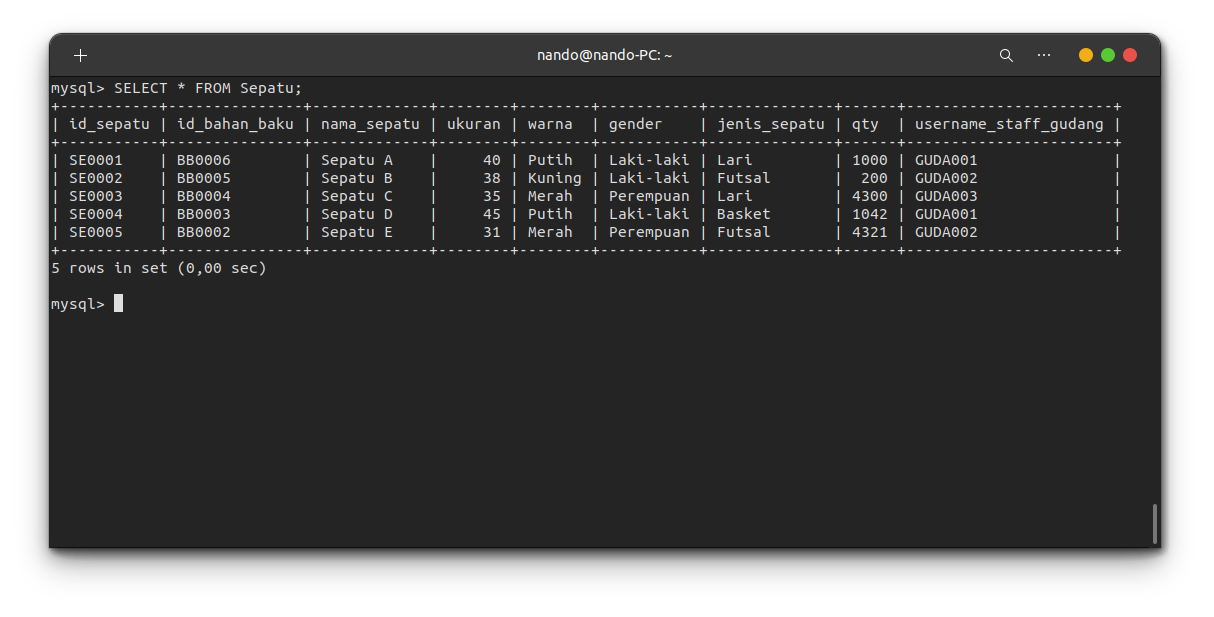 nando@nando-PC: ~
mysql> SELECT * FROM Sepatu;
+-----------+---------------+-------------+--------+--------+-----------+--------------+------+-----------------------+
| id_sepatu | id_bahan_baku | nama_sepatu | ukuran | warna  | gender    | jenis_sepatu | qty  | username_staff_gudang |
+-----------+---------------+-------------+--------+--------+-----------+--------------+------+-----------------------+
| SE0001    | BB0006        | Sepatu A    |     40 | Putih  | Laki-laki | Lari         | 1000 | GUDA001               |
| SE0002    | BB0005        | Sepatu B    |     38 | Kuning | Laki-laki | Futsal       |  200 | GUDA002               |
| SE0003    | BB0004        | Sepatu C    |     35 | Merah  | Perempuan | Lari         | 4300 | GUDA003               |
| SE0004    | BB0003        | Sepatu D    |     45 | Putih  | Laki-laki | Basket       | 1042 | GUDA001               |
| SE0005    | BB0002        | Sepatu E    |     31 | Merah  | Perempuan | Futsal       | 4321 | GUDA002               |
+-----------+---------------+-------------+--------+--------+-----------+--------------+------+-----------------------+
5 rows in set (0,00 sec)
mysql>